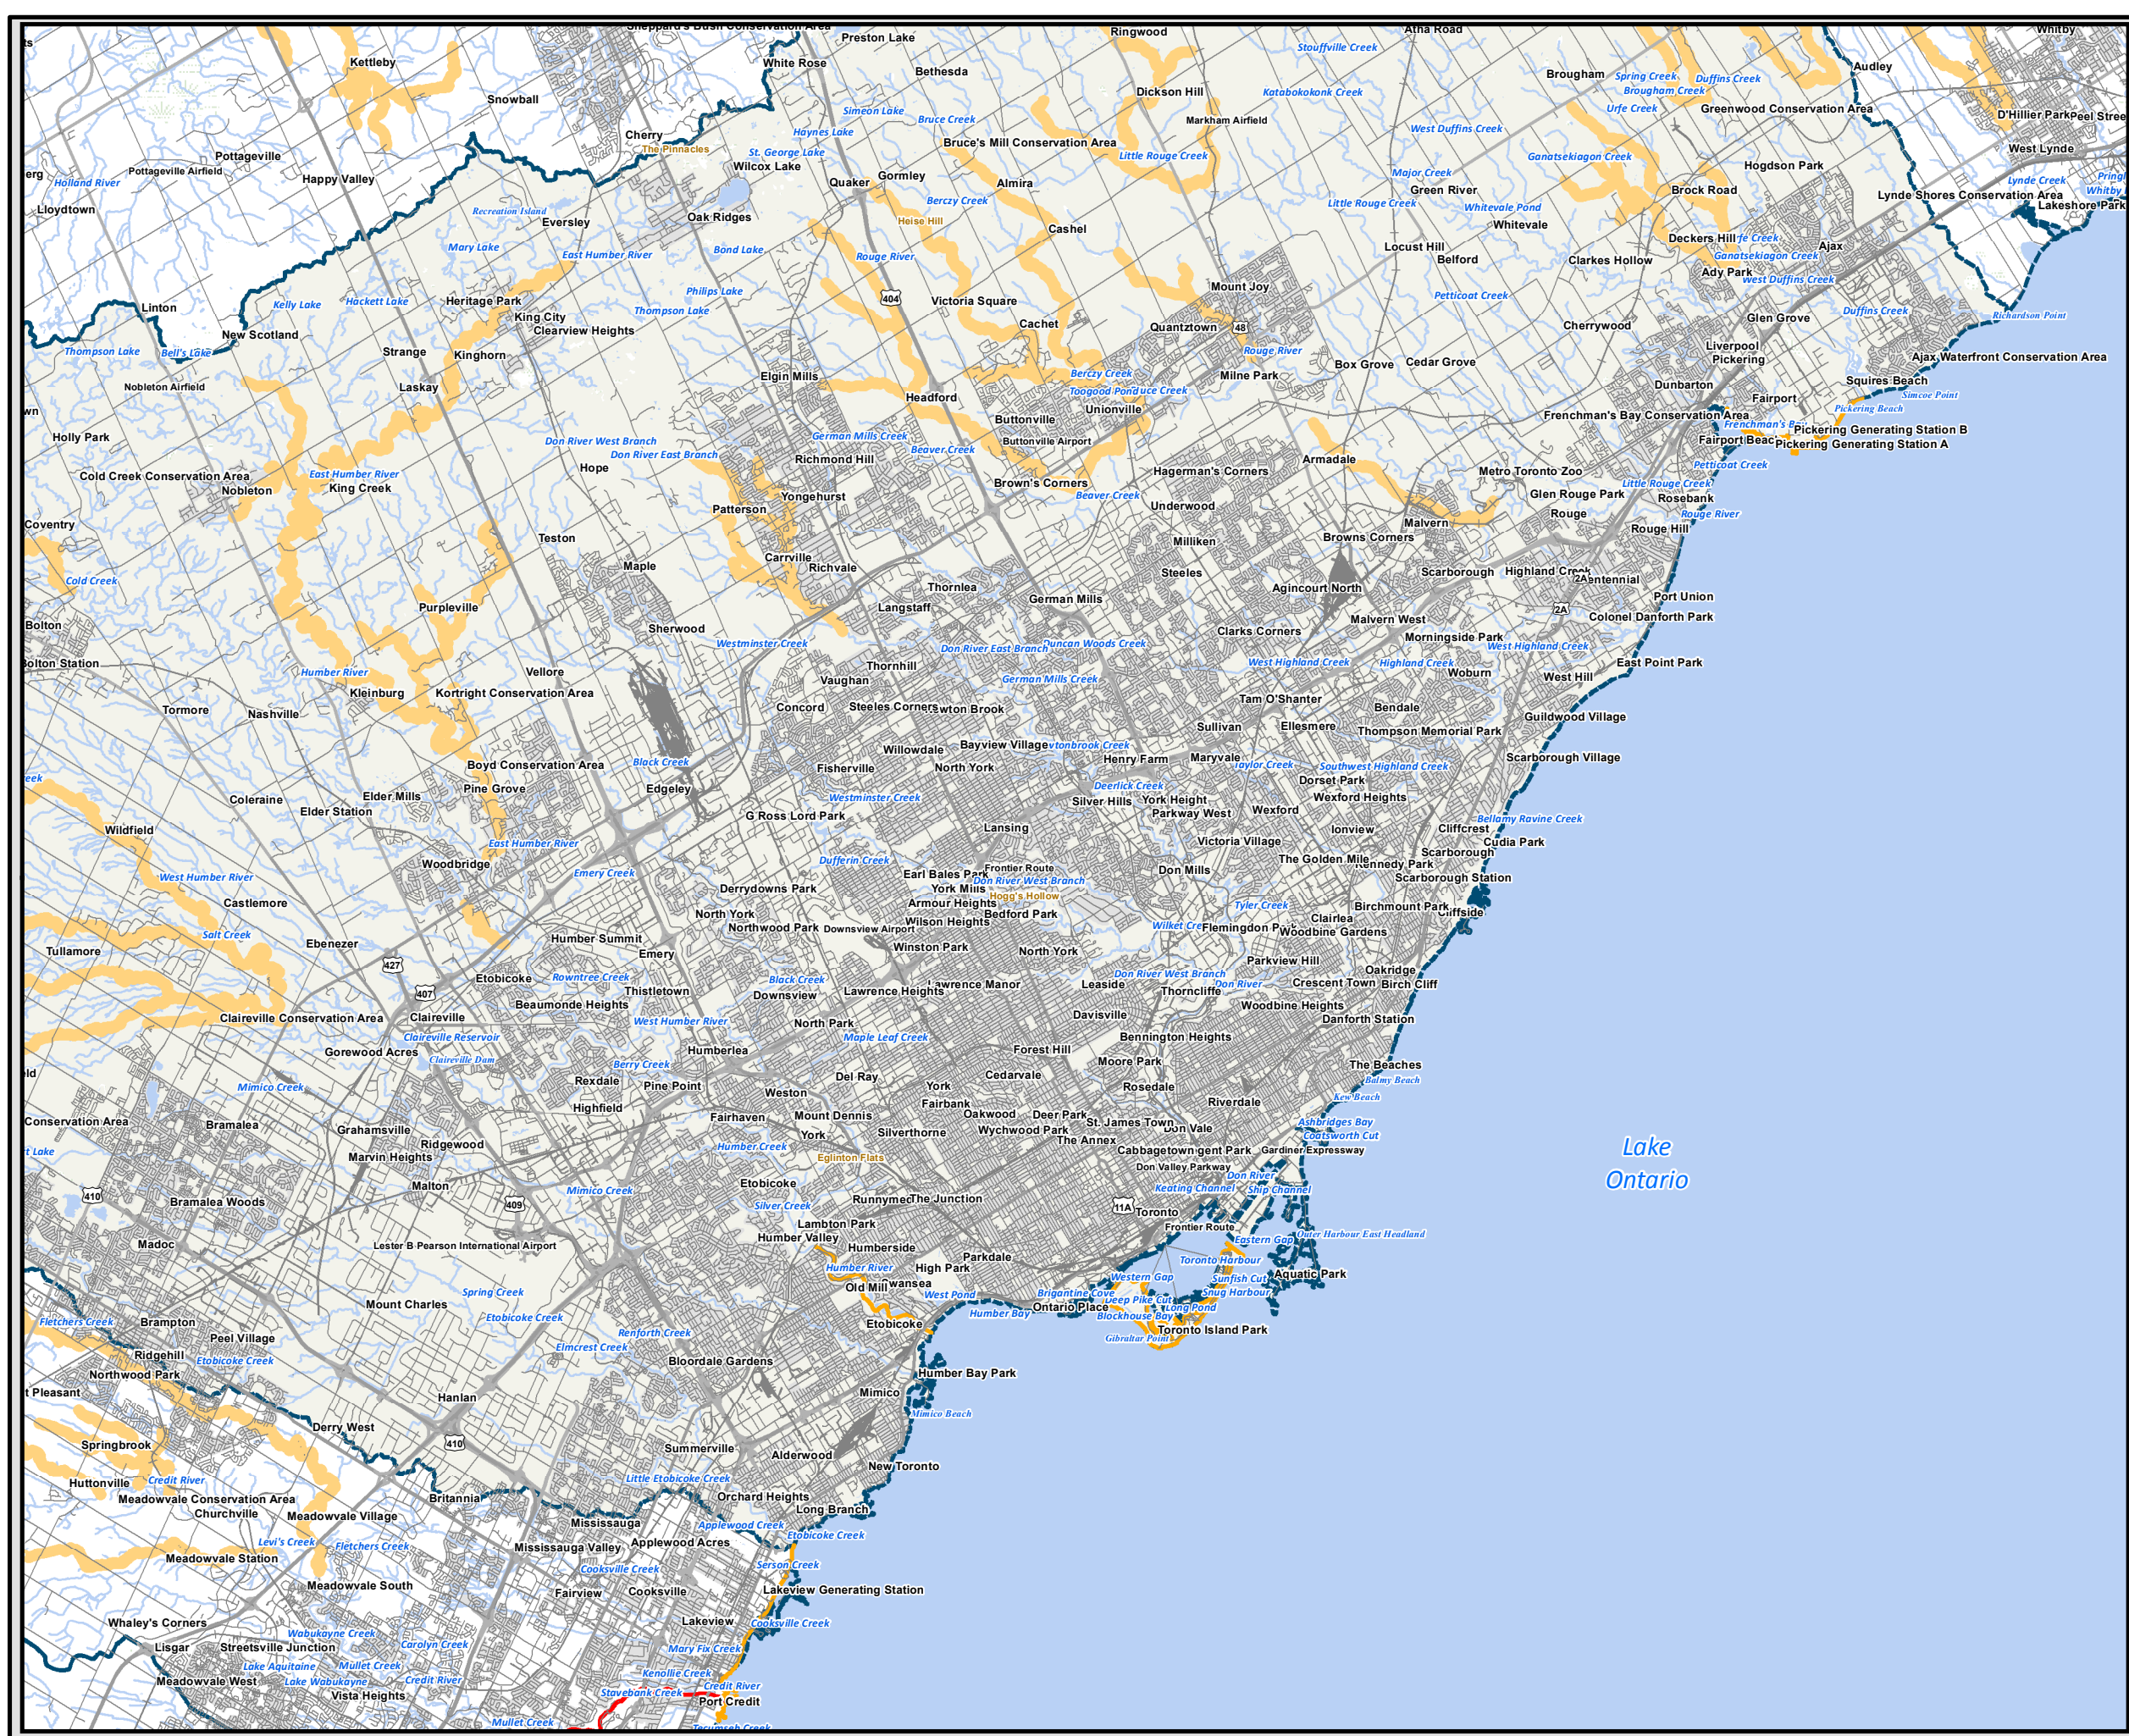 Sheppard's Bush Conservation Area
Preston Lake
Ringwood
Atha Road
Whitby
Kettleby
White Rose
Bethesda
Stouffville Creek
Brougham
Spring Creek
Duffins Creek
Audley
Snowball
Dickson Hill
Katabokokonk Creek
Brougham Creek
Urfe Creek
Greenwood Conservation Area
D'Hillier Park
Peel Stree
Simeon Lake
Bruce Creek
Markham Airfield
West Duffins Creek
Cherry
The Pinnacles
Haynes Lake
St. George Lake
Bruce's Mill Conservation Area
Little Rouge Creek
Ganatsekiagon Creek
West Lynde
Pottageville
Pottageville Airfield
Happy Valley
Wilcox Lake
Quaker
Gormley
Almira
Major Creek
Green River
Hogdson Park
Brock Road
Lynde Creek
Lynde Shores Conservation Area
Lakeshore Park
Holland River
Lloydtown
Recreation Island
Eversley
Oak Ridges
Berczy Creek
Heise Hill
Cashel
Little Rouge Creek
Whitevale Pond
Whitevale
Mary Lake
East Humber River
Bond Lake
Rouge River
Locust Hill
Belford
Deckers Hill
Clarkes Hollow
Ajax
Ganatsekiagon Creek
Ady Park
West Duffins Creek
Linton
Kelly Lake
Hackett Lake
Heritage Park
King City
Clearview Heights
Philips Lake
Thompson Lake
404
Victoria Square
Cachet
Mount Joy
Quantztown
48
Petticoat Creek
Cherrywood
Glen Grove
Duffins Creek
Richardson Point
New Scotland
Thompson Lake
Bell's Lake
Strange
Kinghorn
Laskay
Nobleton Airfield
Elgin Mills
Headford
Berczy Creek
Toogood Pond
uce Creek
Unionville
Rouge River
Milne Park
Box Grove
Cedar Grove
Liverpool
Pickering
Dunbarton
Fairport
Ajax Waterfront Conservation Area
Squires Beach
Simcoe Point
Pickering Beach
Holly Park
Don River West Branch
Don River East Branch
German Mills Creek
Buttonville
Buttonville Airport
Beaver Creek
Frenchman's Bay Conservation Area
Pickering Generating Station B
Pickering Generating Station A
Cold Creek Conservation Area
Nobleton
East Humber River
King Creek
Hope
Richmond Hill
Yongehurst
Patterson
Brown's Corners
Beaver Creek
Hagerman's Corners
Underwood
Armadale
Metro Toronto Zoo
Glen Rouge Park
Petticoat Creek
Little Rouge Creek
Rosebank
Rouge River
Coventry
Teston
Maple
Carrville
Richvale
Milliken
Steeles
Malvern
Browns Corners
Rouge
Rouge Hill
Cold Creek
Purpleville
Thornlea
Langstaff
German Mills
Agincourt North
Scarborough
Highland Creek
2A
entennial
Port Union
2A
Colonel Danforth Park
Bolton
Bolton Station
Sherwood
Westminster Creek
Don River East Branch
Duncan Woods Creek
Clarks Corners
Malvern West
Morningside Park
West Highland Creek
East Point Park
Humber River
Kleinburg
Vellore
Kortright Conservation Area
Thornhill
Vaughan
German Mills Creek
West Highland Creek
Highland Creek
Woburn
West Hill
Tormore
Nashville
Concord
Steeles Corners
wton Brook
Tam O'Shanter
Bendale
Guildwood Village
Sullivan
Ellesmere
Thompson Memorial Park
Scarborough Village
Boyd Conservation Area
Black Creek
Willowdale
Bayview Village
vtonbrook Creek
Fisherville
North York
Henry Farm
Maryvale
Taylor Creek
Southwest Highland Creek
Coleraine
Elder Mills
Elder Station
Pine Grove
Edgeley
Westminster Creek
G Ross Lord Park
Deerlick Creek
Silver Hills
York Height
Parkway West
Dorset Park
Wexford Heights
Wexford
Wildfield
East Humber River
Woodbridge
Lansing
Victoria Village
Ionview
Cliffcrest
Bellamy Ravine Creek
Cudia Park
West Humber River
Emery Creek
Dufferin Creek
Earl Bales Park
Frontier Route
Don River West Branch
York Mills
Hogg's Hollow
Don Mills
The Golden Mile
Kennedy Park
Scarborough
Scarborough Station
Castlemore
Derrydowns Park
Armour Heights
Bedford Park
Tyler Creek
Birchmount Park
Cliffside
Salt Creek
Tullamore
Ebenezer
North York
Northwood Park
Downsview Airport
Wilson Heights
Wilket Cre
Flemingdon P
Clairlea
Woodbine Gardens
Humber Summit
Emery
Winston Park
North York
Parkview Hill
427
Etobicoke
Rowntree Creek
Black Creek
Don River West Branch
Don River
Oakridge
Crescent Town
Birch Cliff
407
Beaumonde Heights
Thistletown
Downsview
Lawrence Heights
Lawrence Manor
Leaside
Thorncliffe
Woodbine Heights
Claireville Conservation Area
Claireville
West Humber River
North Park
Maple Leaf Creek
Davisville
Danforth Station
Claireville Reservoir
Gorewood Acres
Claireville Dam
Humberlea
Forest Hill
Bennington Heights
Moore Park
The Beaches
Balmy Beach
Mimico Creek
Berry Creek
Rexdale
Pine Point
Del Ray
Cedarvale
York
Rosedale
Kew Beach
Conservation Area
Bramalea
Highfield
Weston
Fairhaven
Mount Dennis
Fairbank
Oakwood
Deer Park
Riverdale
Grahamsville
Ridgewood
York
Silverthorne
Wychwood Park
St. James Town
Don Vale
Ashbridges Bay
Coatsworth Cut
Marvin Heights
Humber Creek
Eglinton Flats
The Annex
Cabbagetown
gent Park
Gardiner Expressway
Don Valley Parkway
Malton
410
Bramalea Woods
409
Mimico Creek
Etobicoke
Silver Creek
Runnymed
The Junction
Don River
Keating Channel
Ship Channel
Lake
Ontario
11A
Toronto
Lambton Park
Humber Valley
Humberside
Frontier Route
Outer Harbour East Headland
Madoc
Lester B Pearson International Airport
Parkdale
Eastern Gap
Toronto Harbour
Humber River
High Park
Swansea
Old Mill
Western Gap
Sunfish Cut
Aquatic Park
Spring Creek
Mount Charles
West Pond
Brigantine Cove
Snug Harbour
Deep Pike Cut
Long Pond
Ontario Place
Humber Bay
Blockhouse Bay
Fletchers Creek
Brampton
Etobicoke Creek
Etobicoke
Toronto Island Park
Gibraltar Point
Peel Village
Renforth Creek
Elmcrest Creek
Ridgehill
Etobicoke Creek
Northwood Park
Bloordale Gardens
Humber Bay Park
t Pleasant
Hanlan
Mimico
Mimico Beach
Derry West
410
Springbrook
Summerville
Alderwood
New Toronto
Huttonville
Credit River
Little Etobicoke Creek
Meadowvale Conservation Area
Churchville
Britannia
Orchard Heights
Long Branch
Meadowvale Village
Mississauga
Applewood Creek
Etobicoke Creek
Levi's Creek
Fletchers Creek
Mississauga Valley
Applewood Acres
Meadowvale Station
Cooksville Creek
Serson Creek
Meadowvale South
Fairview
Cooksville
Lakeview Generating Station
Whaley's Corners
Lakeview
Cooksville Creek
Wabukayne Creek
Lisgar
Streetsville Junction
Carolyn Creek
Mary Fix Creek
Lake Aquitaine
Mullet Creek
Kenollie Creek
Meadowvale West
Lake Wabukayne
Credit River
Credit River
Vista Heights
Stavebank Creek
Port Credit
Mullet Creek
Tecumseh Creek